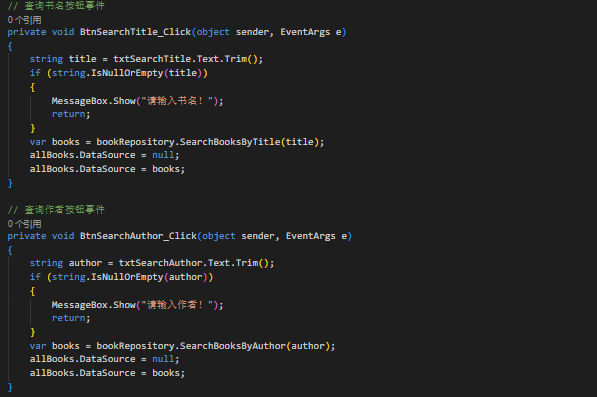 // 查询书名按钮事件
0 个引用
private void BtnSearchTitle_Click(object sender, EventArgs e)
{
    string title = txtSearchTitle.Text.Trim();
    if (string.IsNullOrEmpty(title))
    {
        MessageBox.Show("请输入书名！");
        return;
    }
    var books = bookRepository.SearchBooksByTitle(title);
    allBooks.DataSource = null;
    allBooks.DataSource = books;
}
// 查询作者按钮事件
0 个引用
private void BtnSearchAuthor_Click(object sender, EventArgs e)
{
    string author = txtSearchAuthor.Text.Trim();
    if (string.IsNullOrEmpty(author))
    {
        MessageBox.Show("请输入作者！");
        return;
    }
    var books = bookRepository.SearchBooksByAuthor(author);
    allBooks.DataSource = null;
    allBooks.DataSource = books;
}